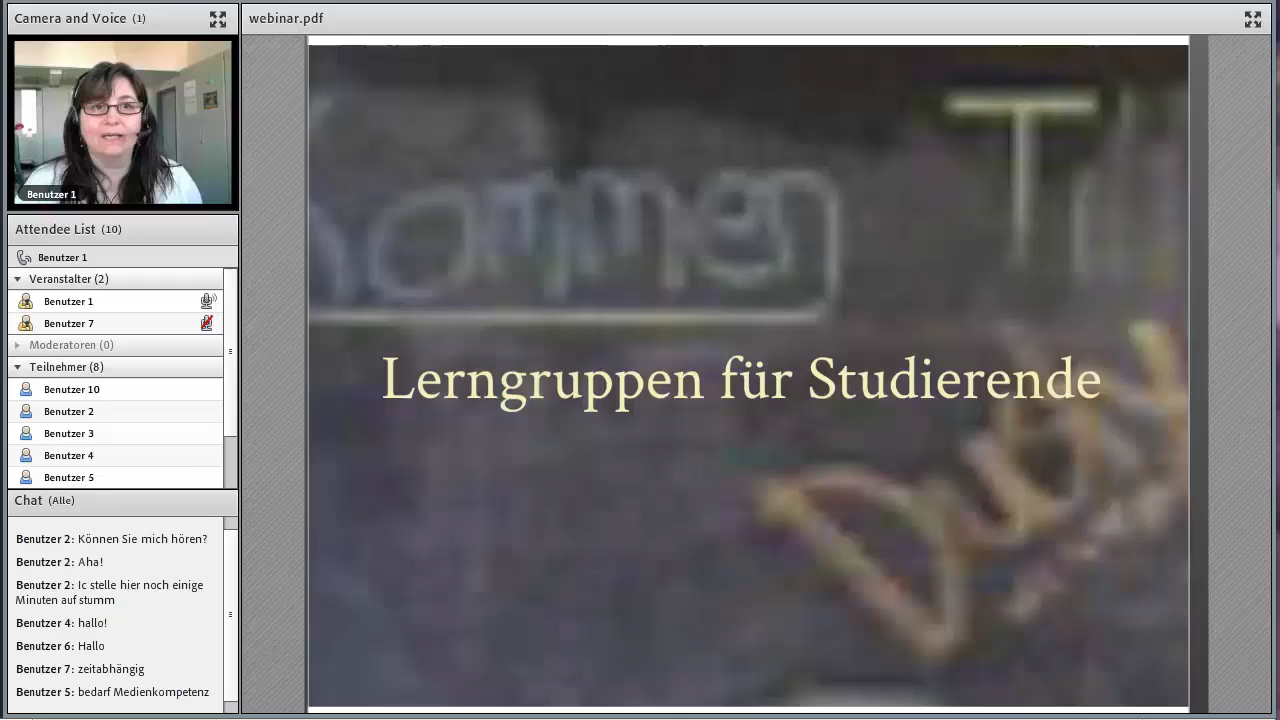 Camera and Voice (1)
Benutzer 1
Attendee List (10)
Benutzer 1
Veranstalter (2)
Benutzer 1
Benutzer 7
Moderatoren (0)
Teilnehmer (8)
Benutzer 10
Benutzer 2
Benutzer 3
Benutzer 4
Benutzer 5
Chat (Alle)
Benutzer 2: Können Sie mich hören?
Benutzer 2: Aha!
Benutzer 2: Ic stelle hier noch einige
Minuten auf stumm
Benutzer 4: hallo!
Benutzer 6: Hallo
Benutzer 7: zeitabhängig
Benutzer 5: bedarf Medienkompetenz
webinar.pdf
Lerngruppen für Studierende